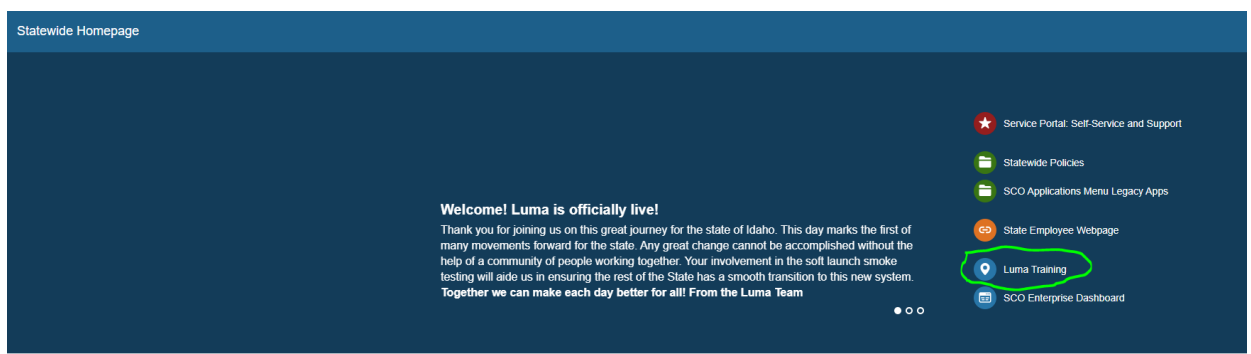 Statewide Homepage
Service Portal: Self-Service and Support
Statewide Policies
SCO Applications Menu Legacy Apps
Welcome! Luma is officially live!
Thank you for joining us on this great journey for the state of Idaho. This day marks the first of
many movements forward for the state. Any great change cannot be accomplished without the
help of a community of people working together. Your involvement in the soft launch smoke
testing will aide us in ensuring the rest of the State has a smooth transition to this new system.
Together we can make each day better for all! From the Luma Team
State Employee Webpage
Luma Training
SCO Enterprise Dashboard